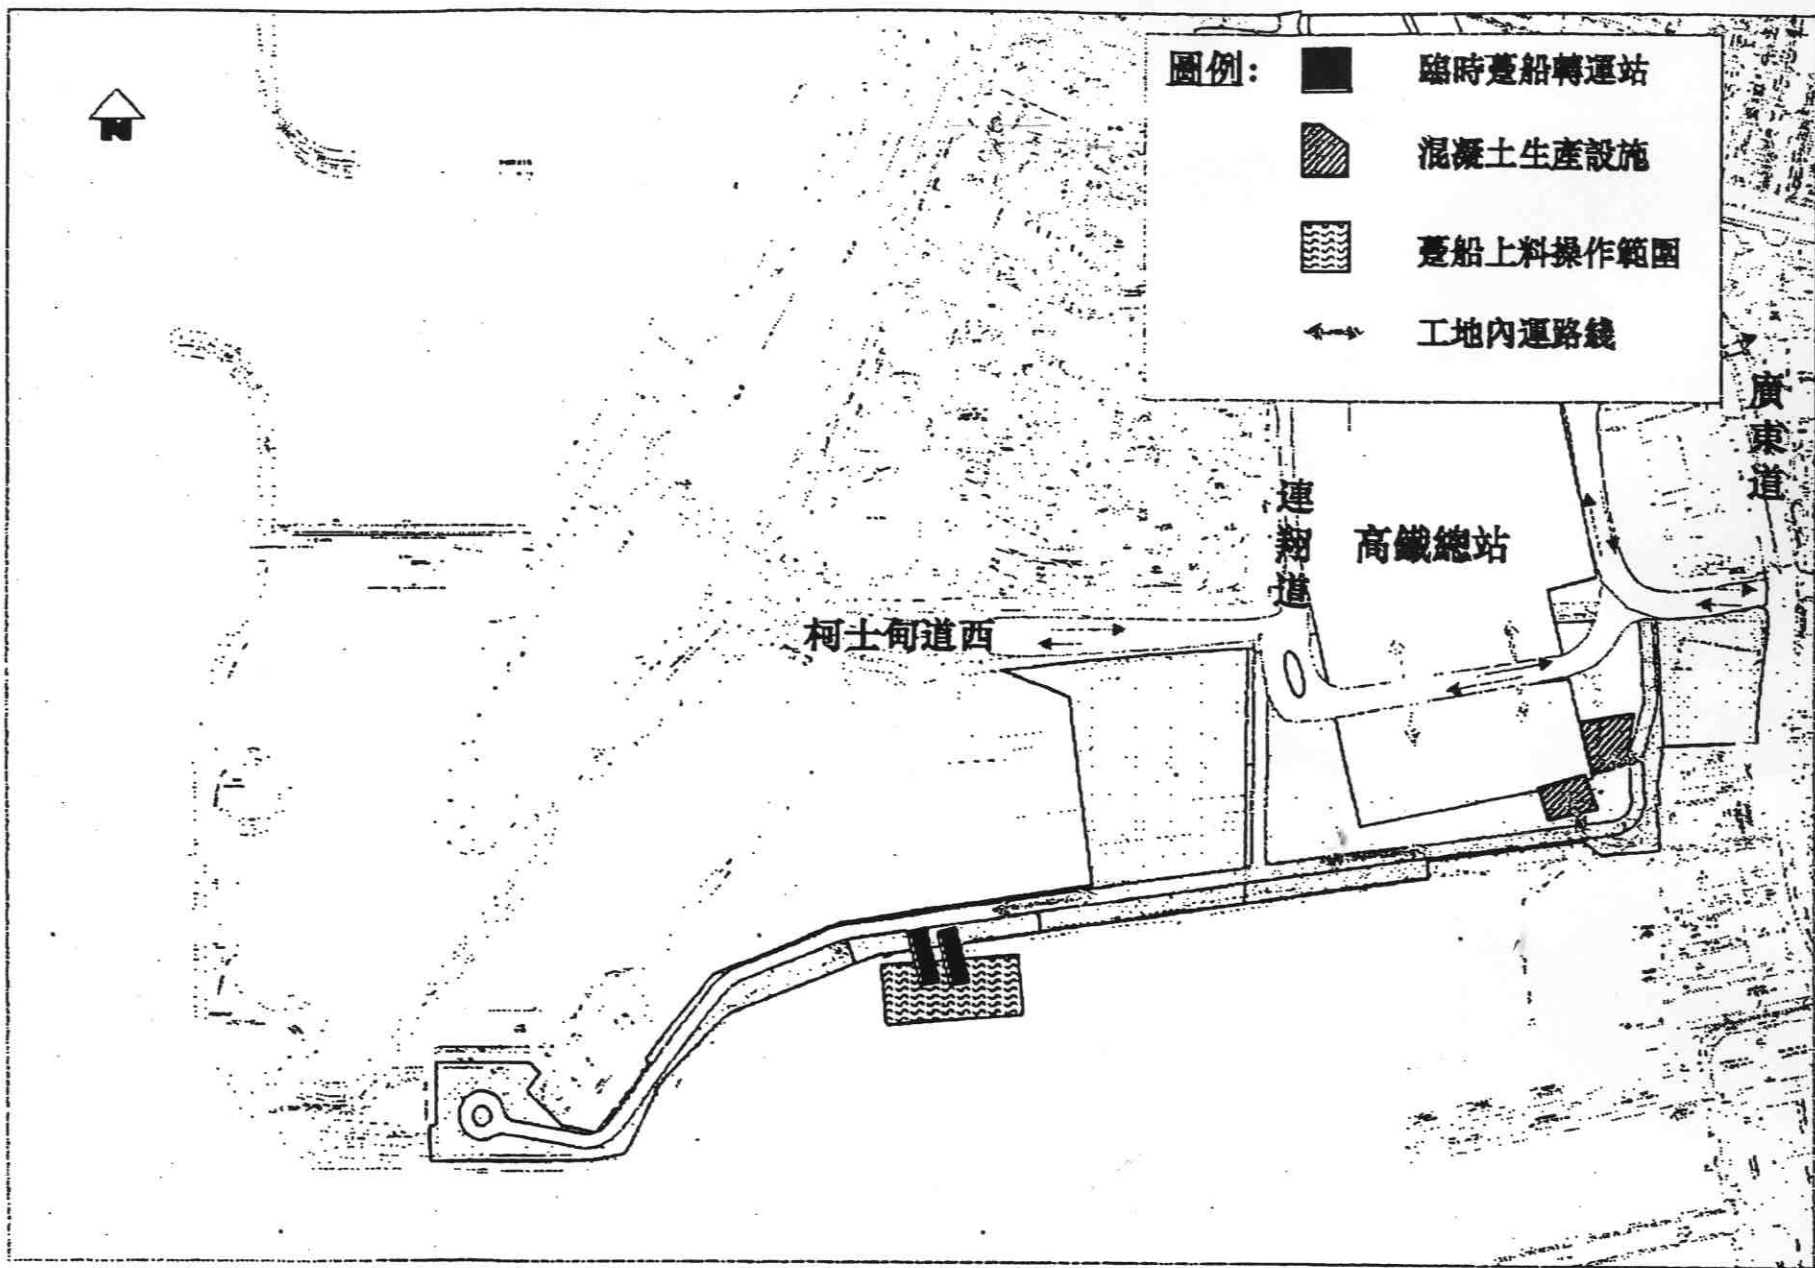 N
圖例:
臨時躉船轉運站
混凝土生產設施
躉船上料操作範圍
工地內運路綫
廣東道
連翔道
高鐵總站
柯士甸道西